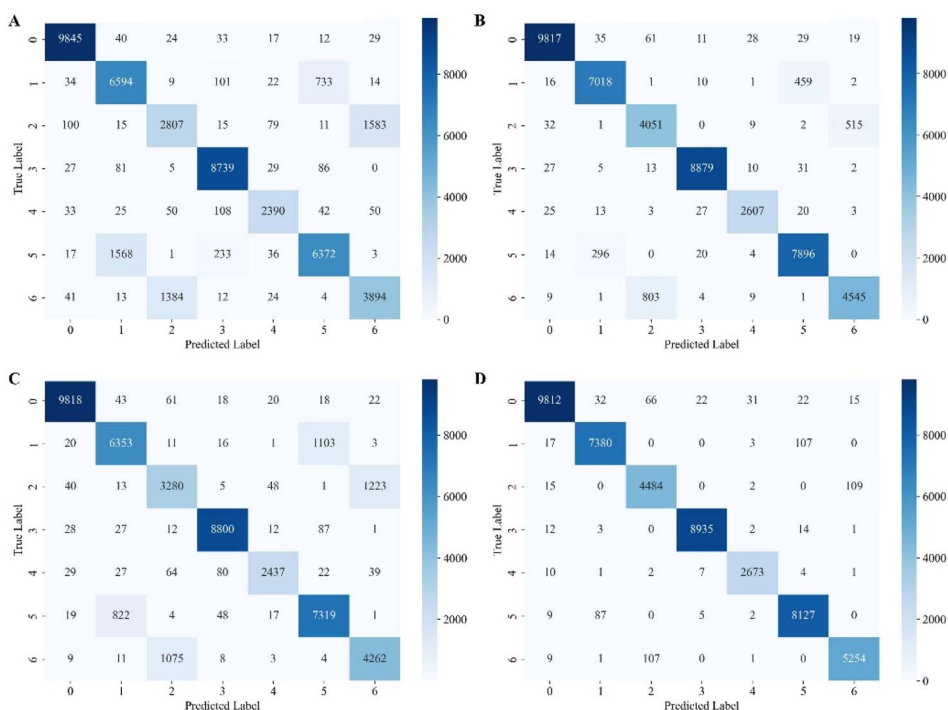 A
0 9845 40 24 33 17 12 29
1 34 6594 9 101 22 733 14
2 100 15 2807 15 79 11 1583
3 27 81 5 8739 29 86 0
4 33 25 50 108 2390 42 50
5 17 1568 1 233 36 6372 3
6 41 13 1384 12 24 4 3894
0 1 2 3 4 5 6
True Label
Predicted Label
8000
6000
4000
2000
0
B
0 9817 35 61 11 28 29 19
1 16 7018 1 10 1 459 2
2 32 1 4051 0 9 2 515
3 27 5 13 8879 10 31 2
4 25 13 3 27 2607 20 3
5 14 296 0 20 4 7896 0
6 9 1 803 4 9 1 4545
0 1 2 3 4 5 6
True Label
Predicted Label
8000
6000
4000
2000
0
C
0 9818 43 61 18 20 18 22
1 20 6353 11 16 1 1103 3
2 40 13 3280 5 48 1 1223
3 28 27 12 8800 12 87 1
4 29 27 64 80 2437 22 39
5 19 822 4 48 17 7319 1
6 9 11 1075 8 3 4 4262
0 1 2 3 4 5 6
True Label
Predicted Label
8000
6000
4000
2000
D
0 9812 32 66 22 31 22 15
1 17 7380 0 0 3 107 0
2 15 0 4484 0 2 0 109
3 12 3 0 8935 2 14 1
4 10 1 2 7 2673 4 1
5 9 87 0 5 2 8127 0
6 9 1 107 0 1 0 5254
0 1 2 3 4 5 6
True Label
Predicted Label
8000
6000
4000
2000
0